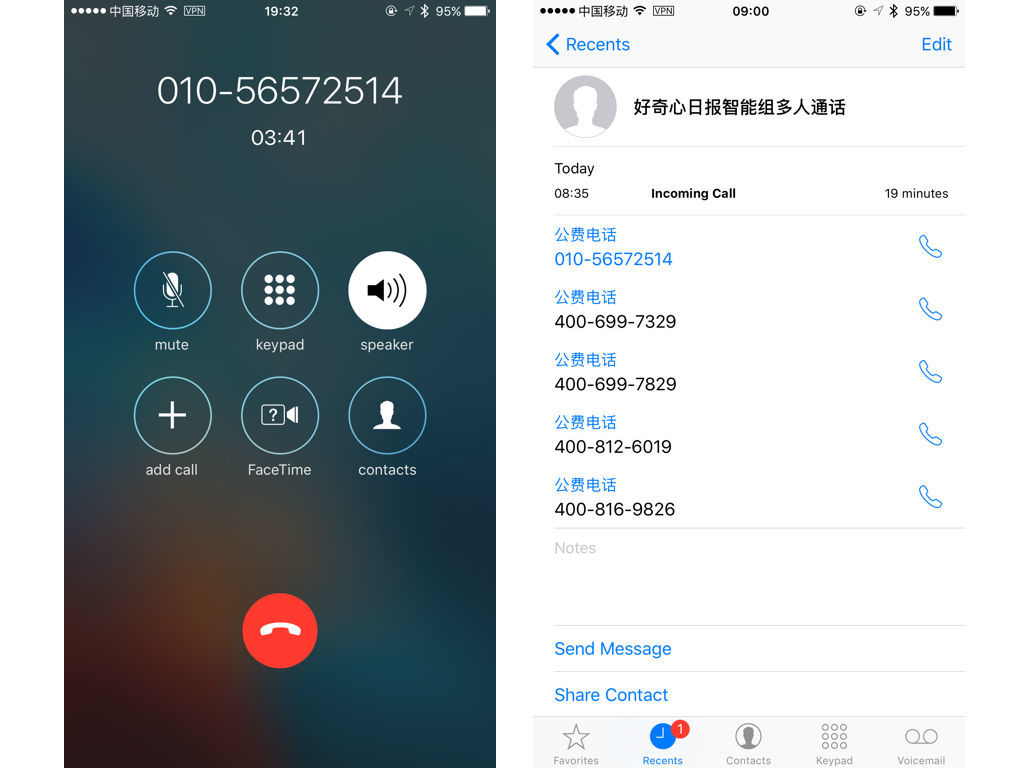 中国移动 VPN 19:32 95%
010-56572514
03:41
mute keypad speaker
add call FaceTime contacts
中国移动 VPN 09:00 95%
Recents Edit
好奇心日报智能组多人通话
Today
08:35 Incoming Call 19 minutes
公费电话
010-56572514
公费电话
400-699-7329
公费电话
400-699-7829
公费电话
400-812-6019
公费电话
400-816-9826
Notes
Send Message
Share Contact
1
Favorites Recents Contacts Keypad Voicemail